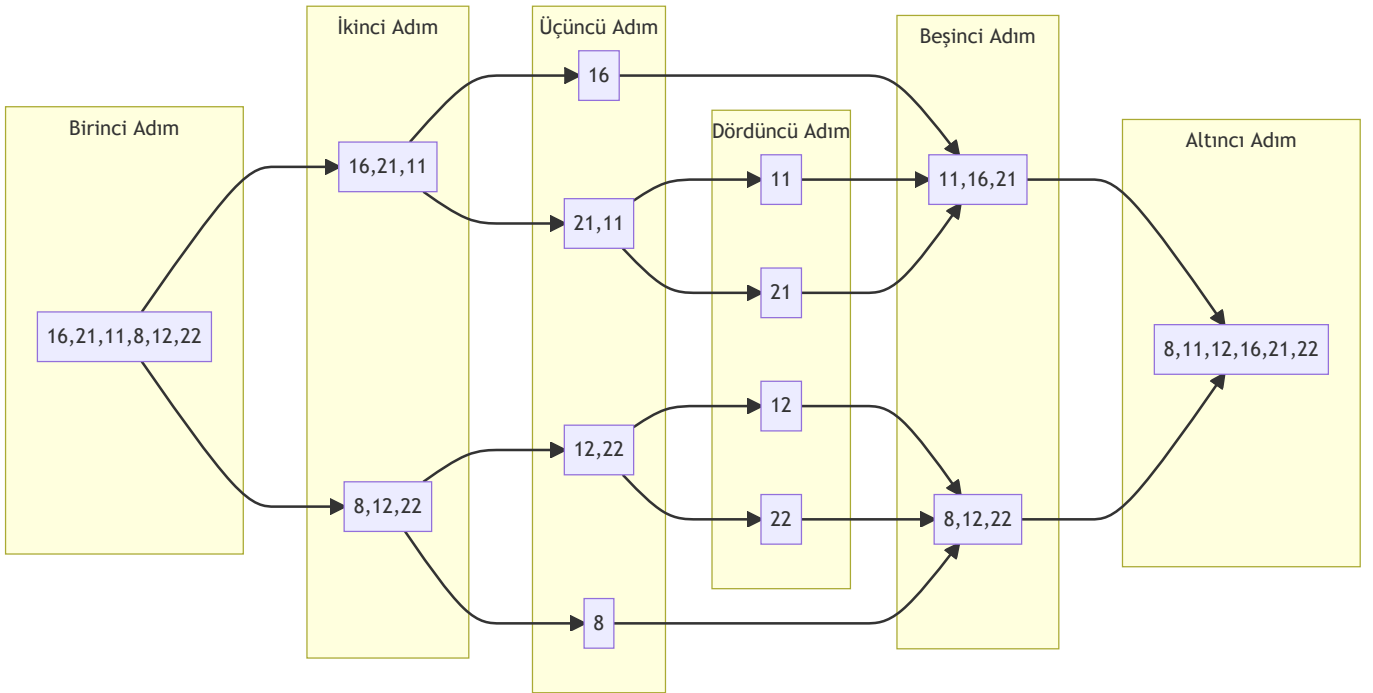 Birinci Adım
16,21,11,8,12,22
İkinci Adım
16,21,11
8,12,22
Üçüncü Adım
16
21,11
12,22
8
Dördüncü Adım
11
21
12
22
Beşinci Adım
11,16,21
8,12,22
Altıncı Adım
8,11,12,16,21,22